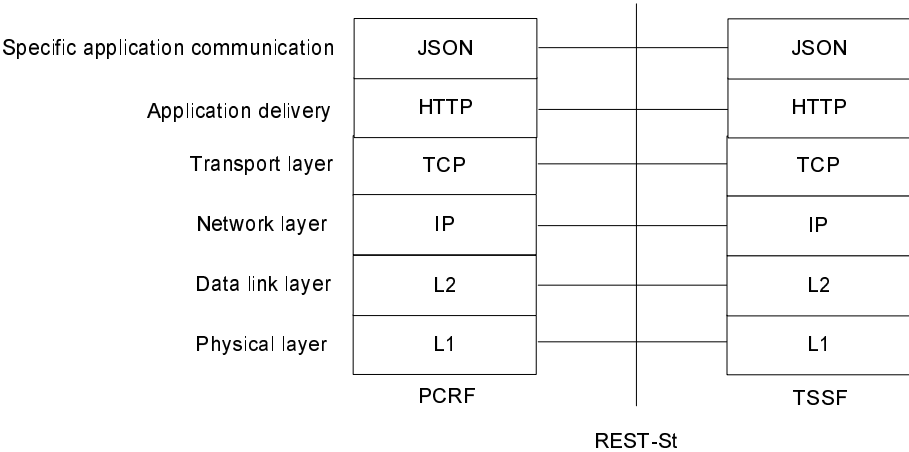 Specific application communication JSON JSON
Application delivery HTTP HTTP
Transport layer TCP TCP
Network layer IP IP
Data link layer L2 L2
Physical layer L1 L1
PCRF TSSF
REST-St